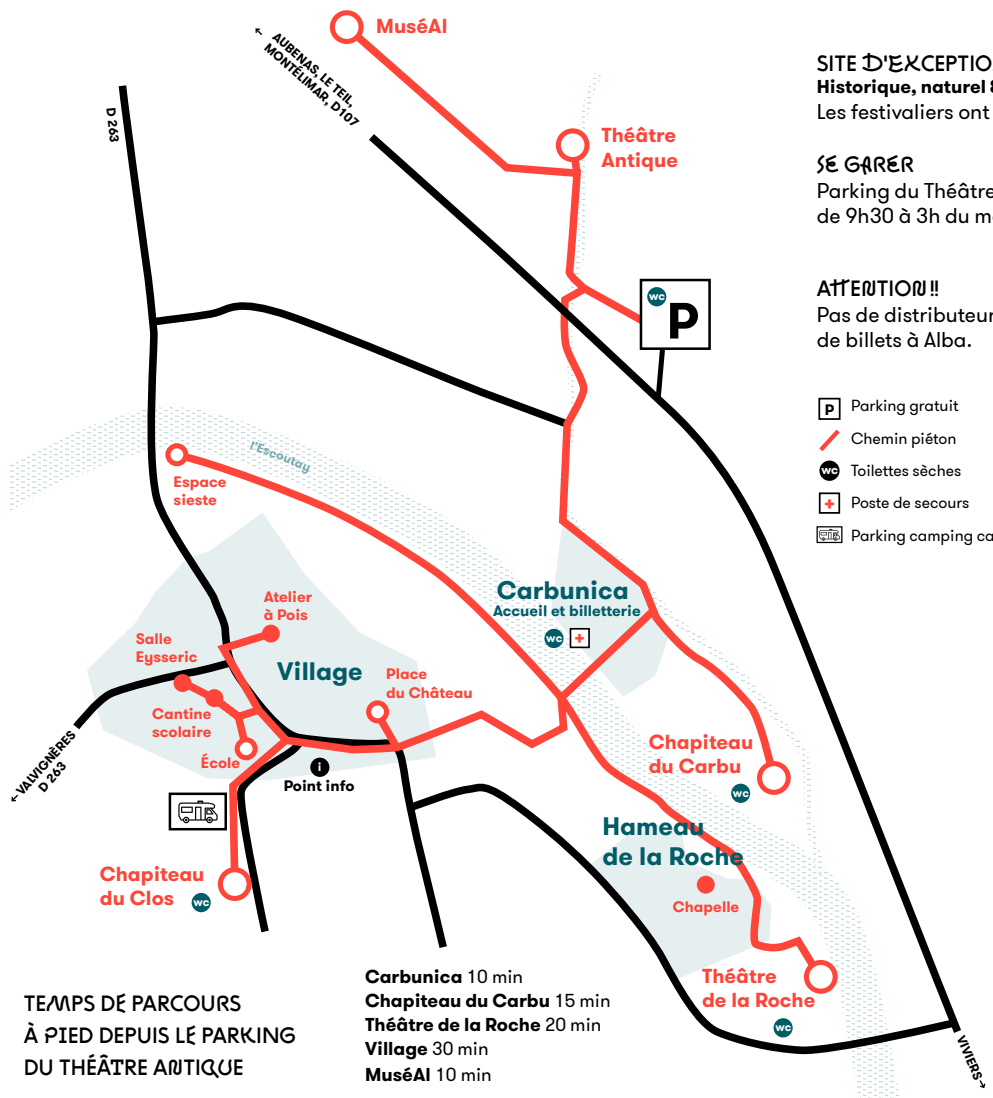 MuséAl
←
AUBENAS, LE TEIL,
MONTÉLIMAR, D107
D 263
Théâtre
Antique
SITE D'EXCEPTIO
Historique, naturel
Les festivaliers ont
SE GARER
Parking du Théâtre
de 9h30 à 3h du m
ATTENTION !!
Pas de distributeur
de billets à Alba.
P Parking gratuit
Chemin piéton
wc Toilettes sèches
+ Poste de secours
Parking camping ca
wc
P
l'Escoutay
Espace
sieste
Carbunica
Accueil et billetterie
wc +
Atelier
à Pois
Salle
Eysseric
Village
Place
du Château
Cantine
scolaire
École
i
Point info
←VALVIGNÈRES
D 263
Chapiteau
du Carbu
wc
Hameau
de la Roche
Chapelle
Chapiteau
du Clos
wc
Théâtre
de la Roche
wc
VIVIERS→
TEMPS DE PARCOURS
À PIED DEPUIS LE PARKING
DU THÉÂTRE ANTIQUE
Carbunica 10 min
Chapiteau du Carbu 15 min
Théâtre de la Roche 20 min
Village 30 min
MuséAl 10 min